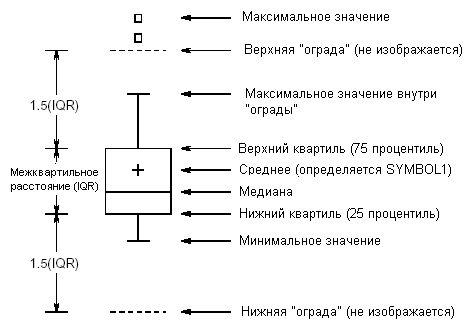 Максимальное значение
Верхняя "ограда" (не изображается)
1.5(IQR)
Максимальное значение внутри
"ограды"
Верхний квартиль (75 процентиль)
Межквартильное
расстояние (IQR)
Среднее (определяется SYMBOL1)
Медиана
Нижний квартиль (25 процентиль)
Минимальное значение
1.5(IQR)
Нижняя "ограда" (не изображается)